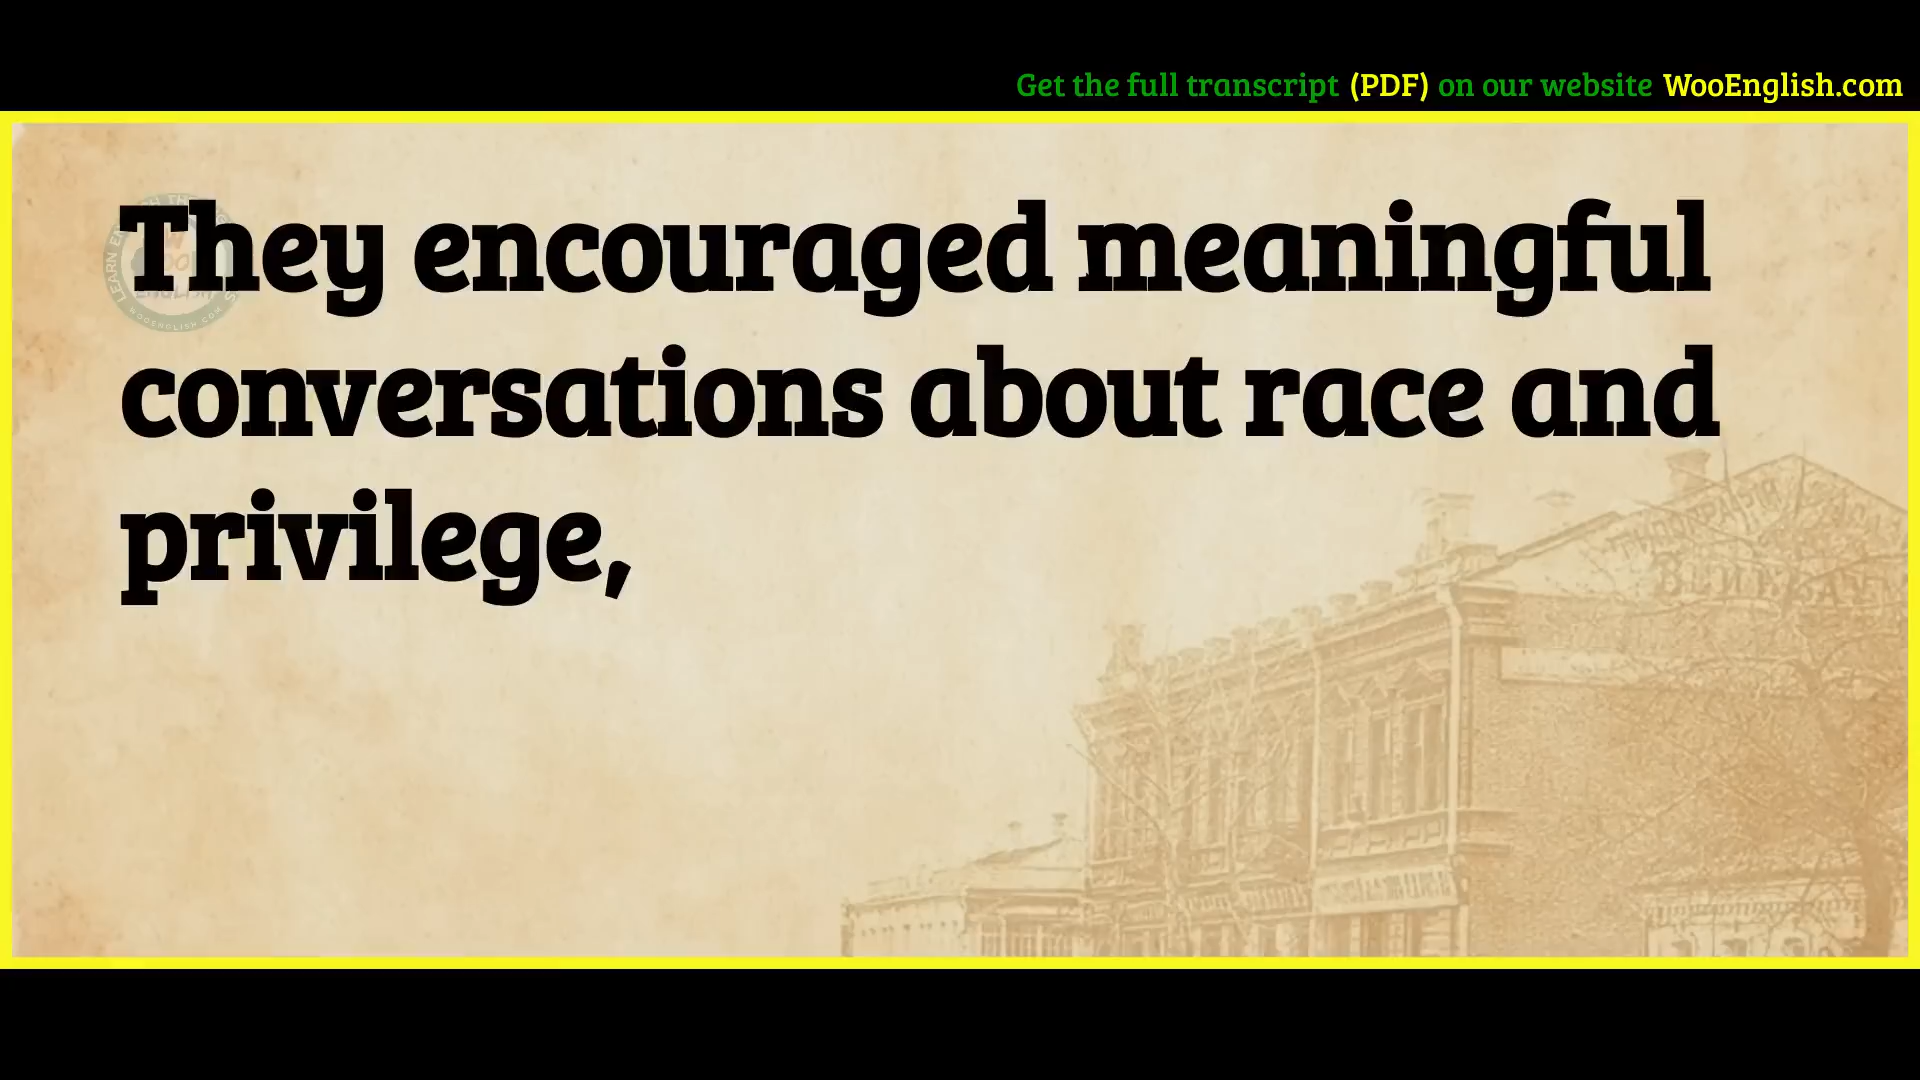 Get the full transcript (PDF) on our website WooEnglish.com
They encouraged meaningful
conversations about race and
privilege,